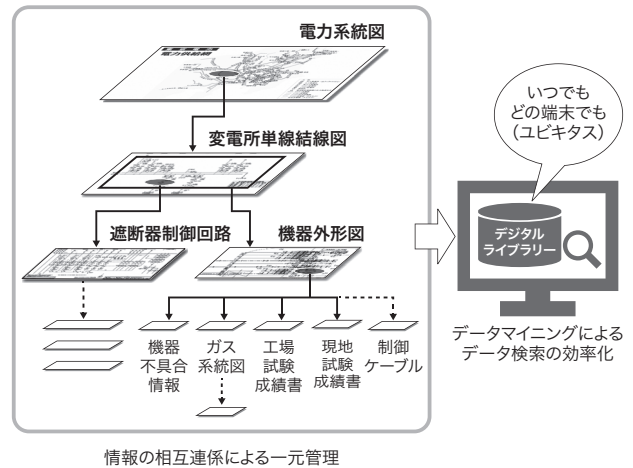 電力系統図
電力供給網
変電所単線結線図
遮断器制御回路
機器外形図
機器
不具合
情報
ガス
系統図
工場
試験
成績書
現地
試験
成績書
制御
ケーブル
情報の相互連係による一元管理
いつでも
どの端末でも
(ユビキタス)
デジタル
ライブラリー
データマイニングによる
データ検索の効率化